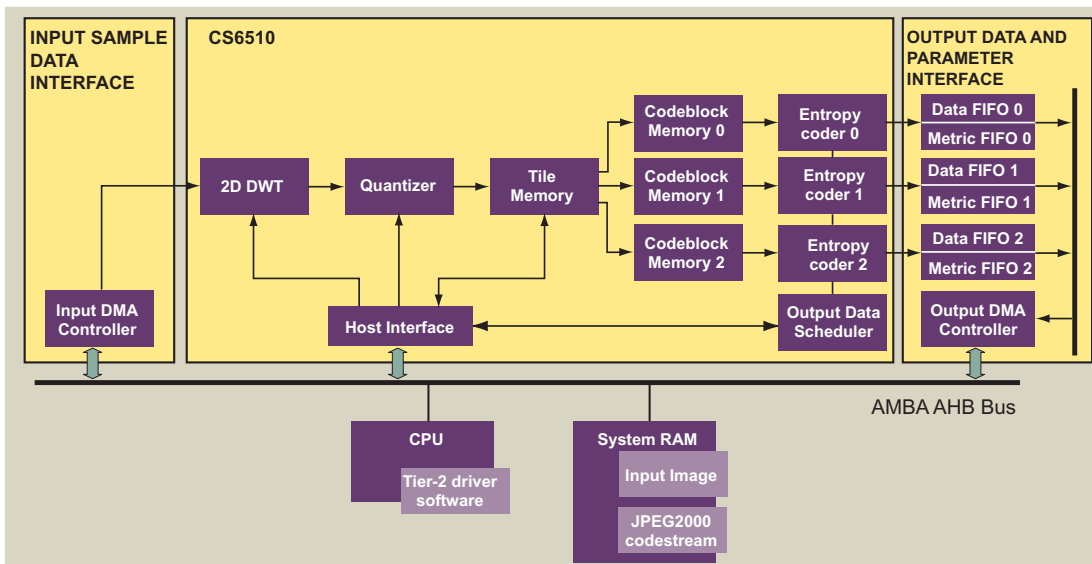 INPUT SAMPLE
DATA
INTERFACE
Input DMA
Controller
CS6510
2D DWT
Quantizer
Tile
Memory
Codeblock
Memory 0
Codeblock
Memory 1
Codeblock
Memory 2
Entropy
coder 0
Entropy
coder 1
Entropy
coder 2
Host Interface
Output Data
Scheduler
OUTPUT DATA AND
PARAMETER
INTERFACE
Data FIFO 0
Metric FIFO 0
Data FIFO 1
Metric FIFO 1
Data FIFO 2
Metric FIFO 2
Output DMA
Controller
AMBA AHB Bus
CPU
Tier-2 driver
software
System RAM
Input Image
JPEG2000
codestream